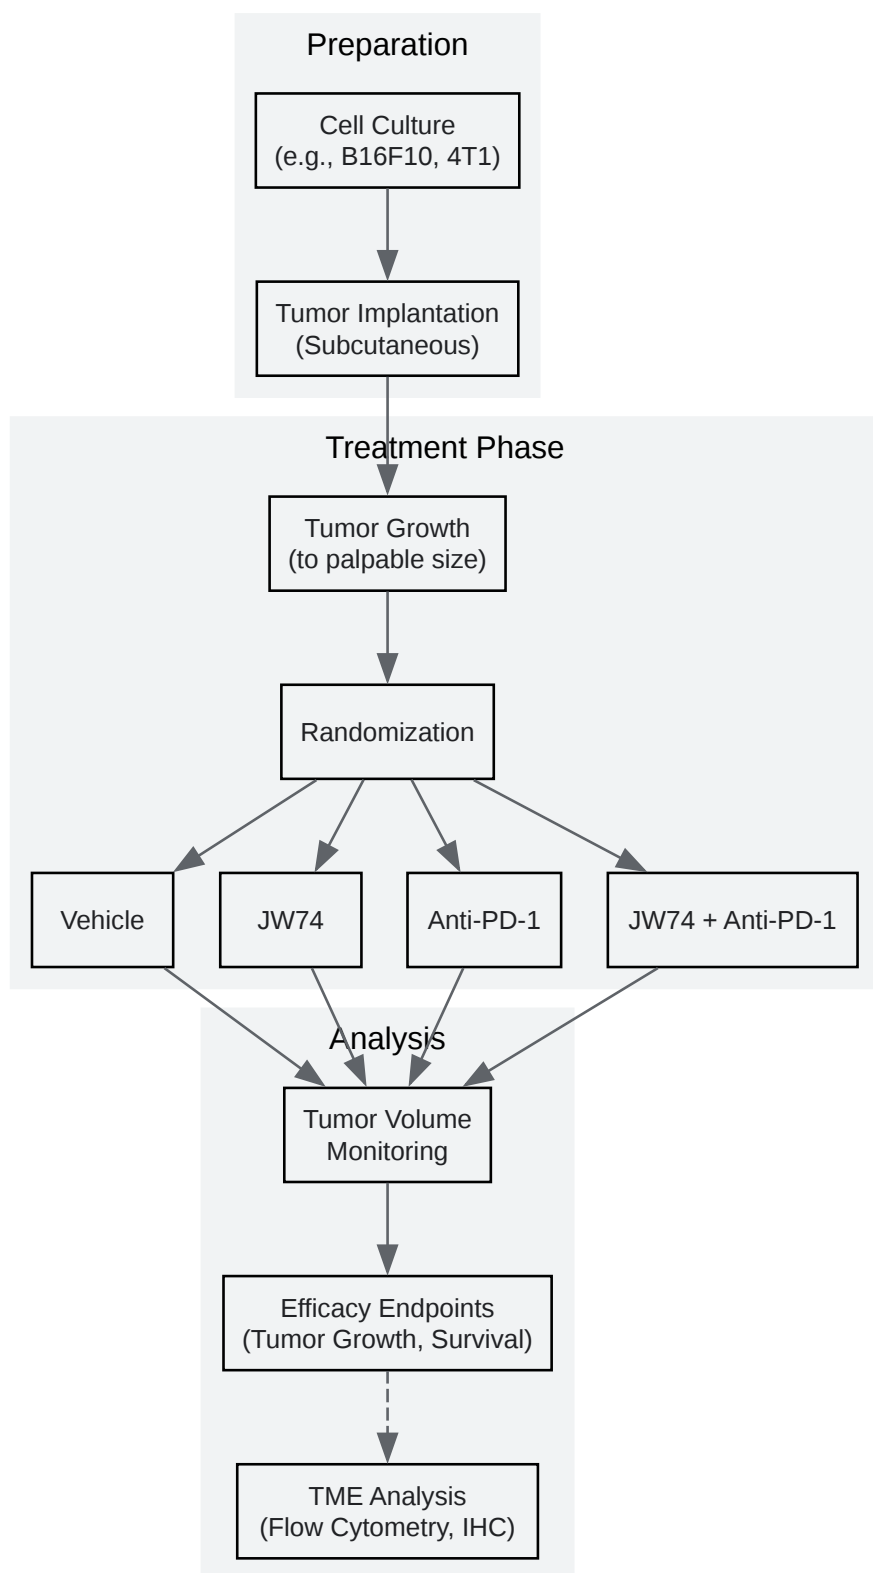 Preparation
Cell Culture
(e.g., B16F10, 4T1)
Tumor Implantation
(Subcutaneous)
Treatment Phase
Tumor Growth
(to palpable size)
Randomization
Vehicle
JW74
Anti-PD-1
JW74 + Anti-PD-1
Analysis
Tumor Volume
Monitoring
Efficacy Endpoints
(Tumor Growth, Survival)
TME Analysis
(Flow Cytometry, IHC)